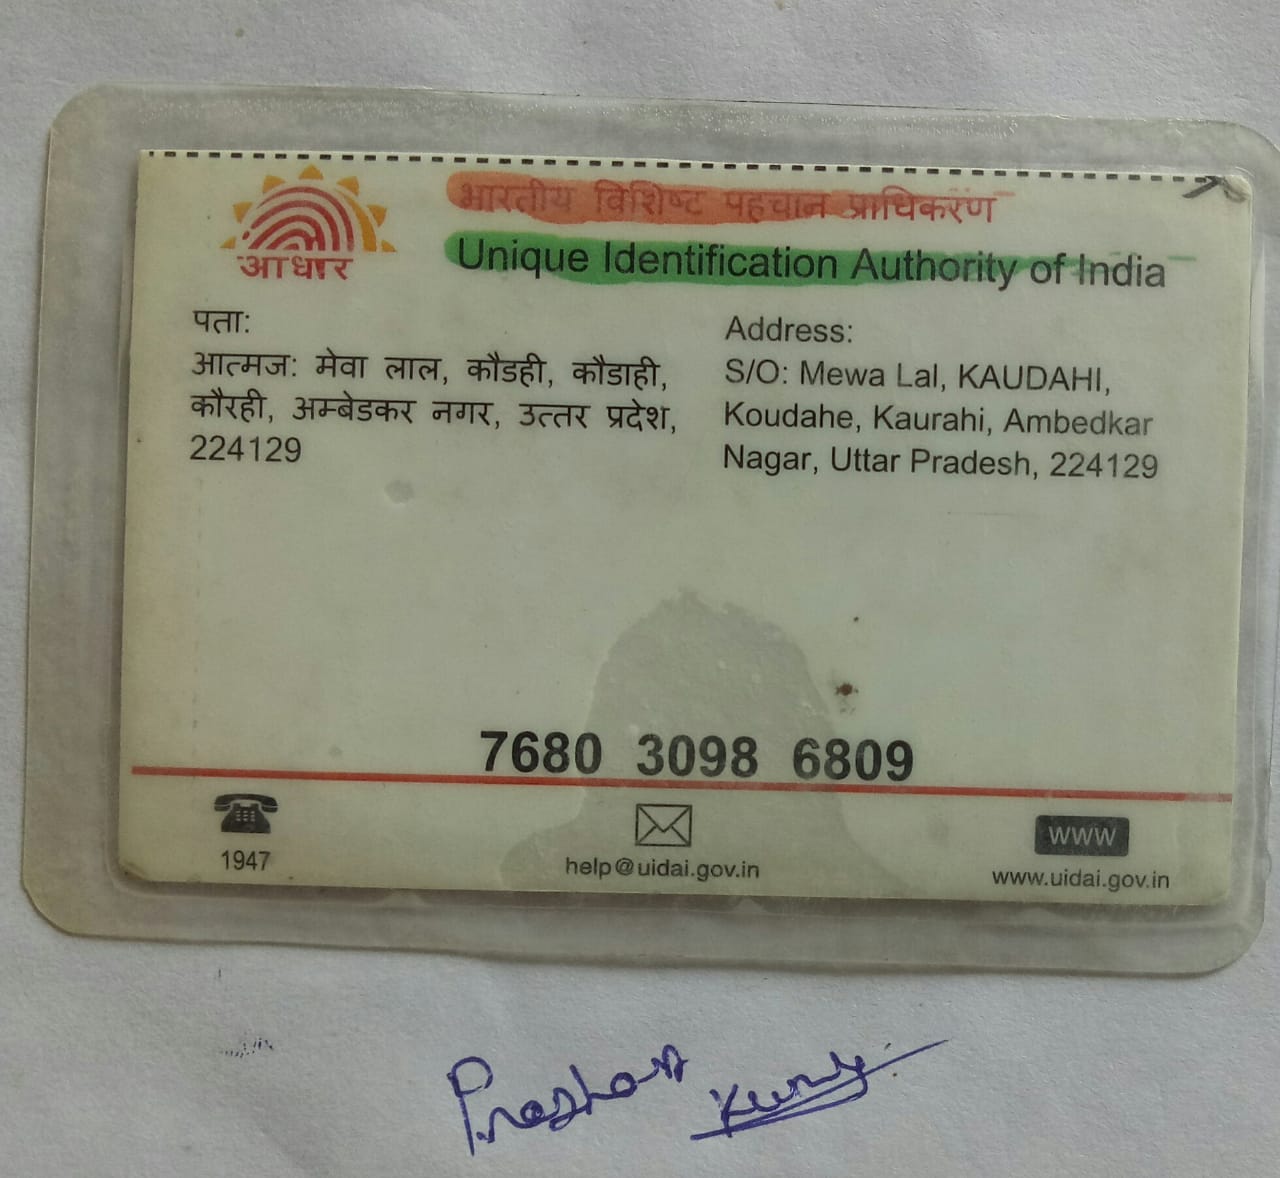 आधार
भारतीय विशिष्ट पहचान प्राधिकरण
Unique Identification Authority of India
पता:
आत्मज: मेवा लाल, कौडही, कौडाही,
कौरही, अम्बेडकर नगर, उत्तर प्रदेश,
224129
Address:
S/O: Mewa Lal, KAUDAHI,
Koudahe, Kaurahi, Ambedkar
Nagar, Uttar Pradesh, 224129
7680 3098 6809
1947
help@uidai.gov.in
www
www.uidai.gov.in